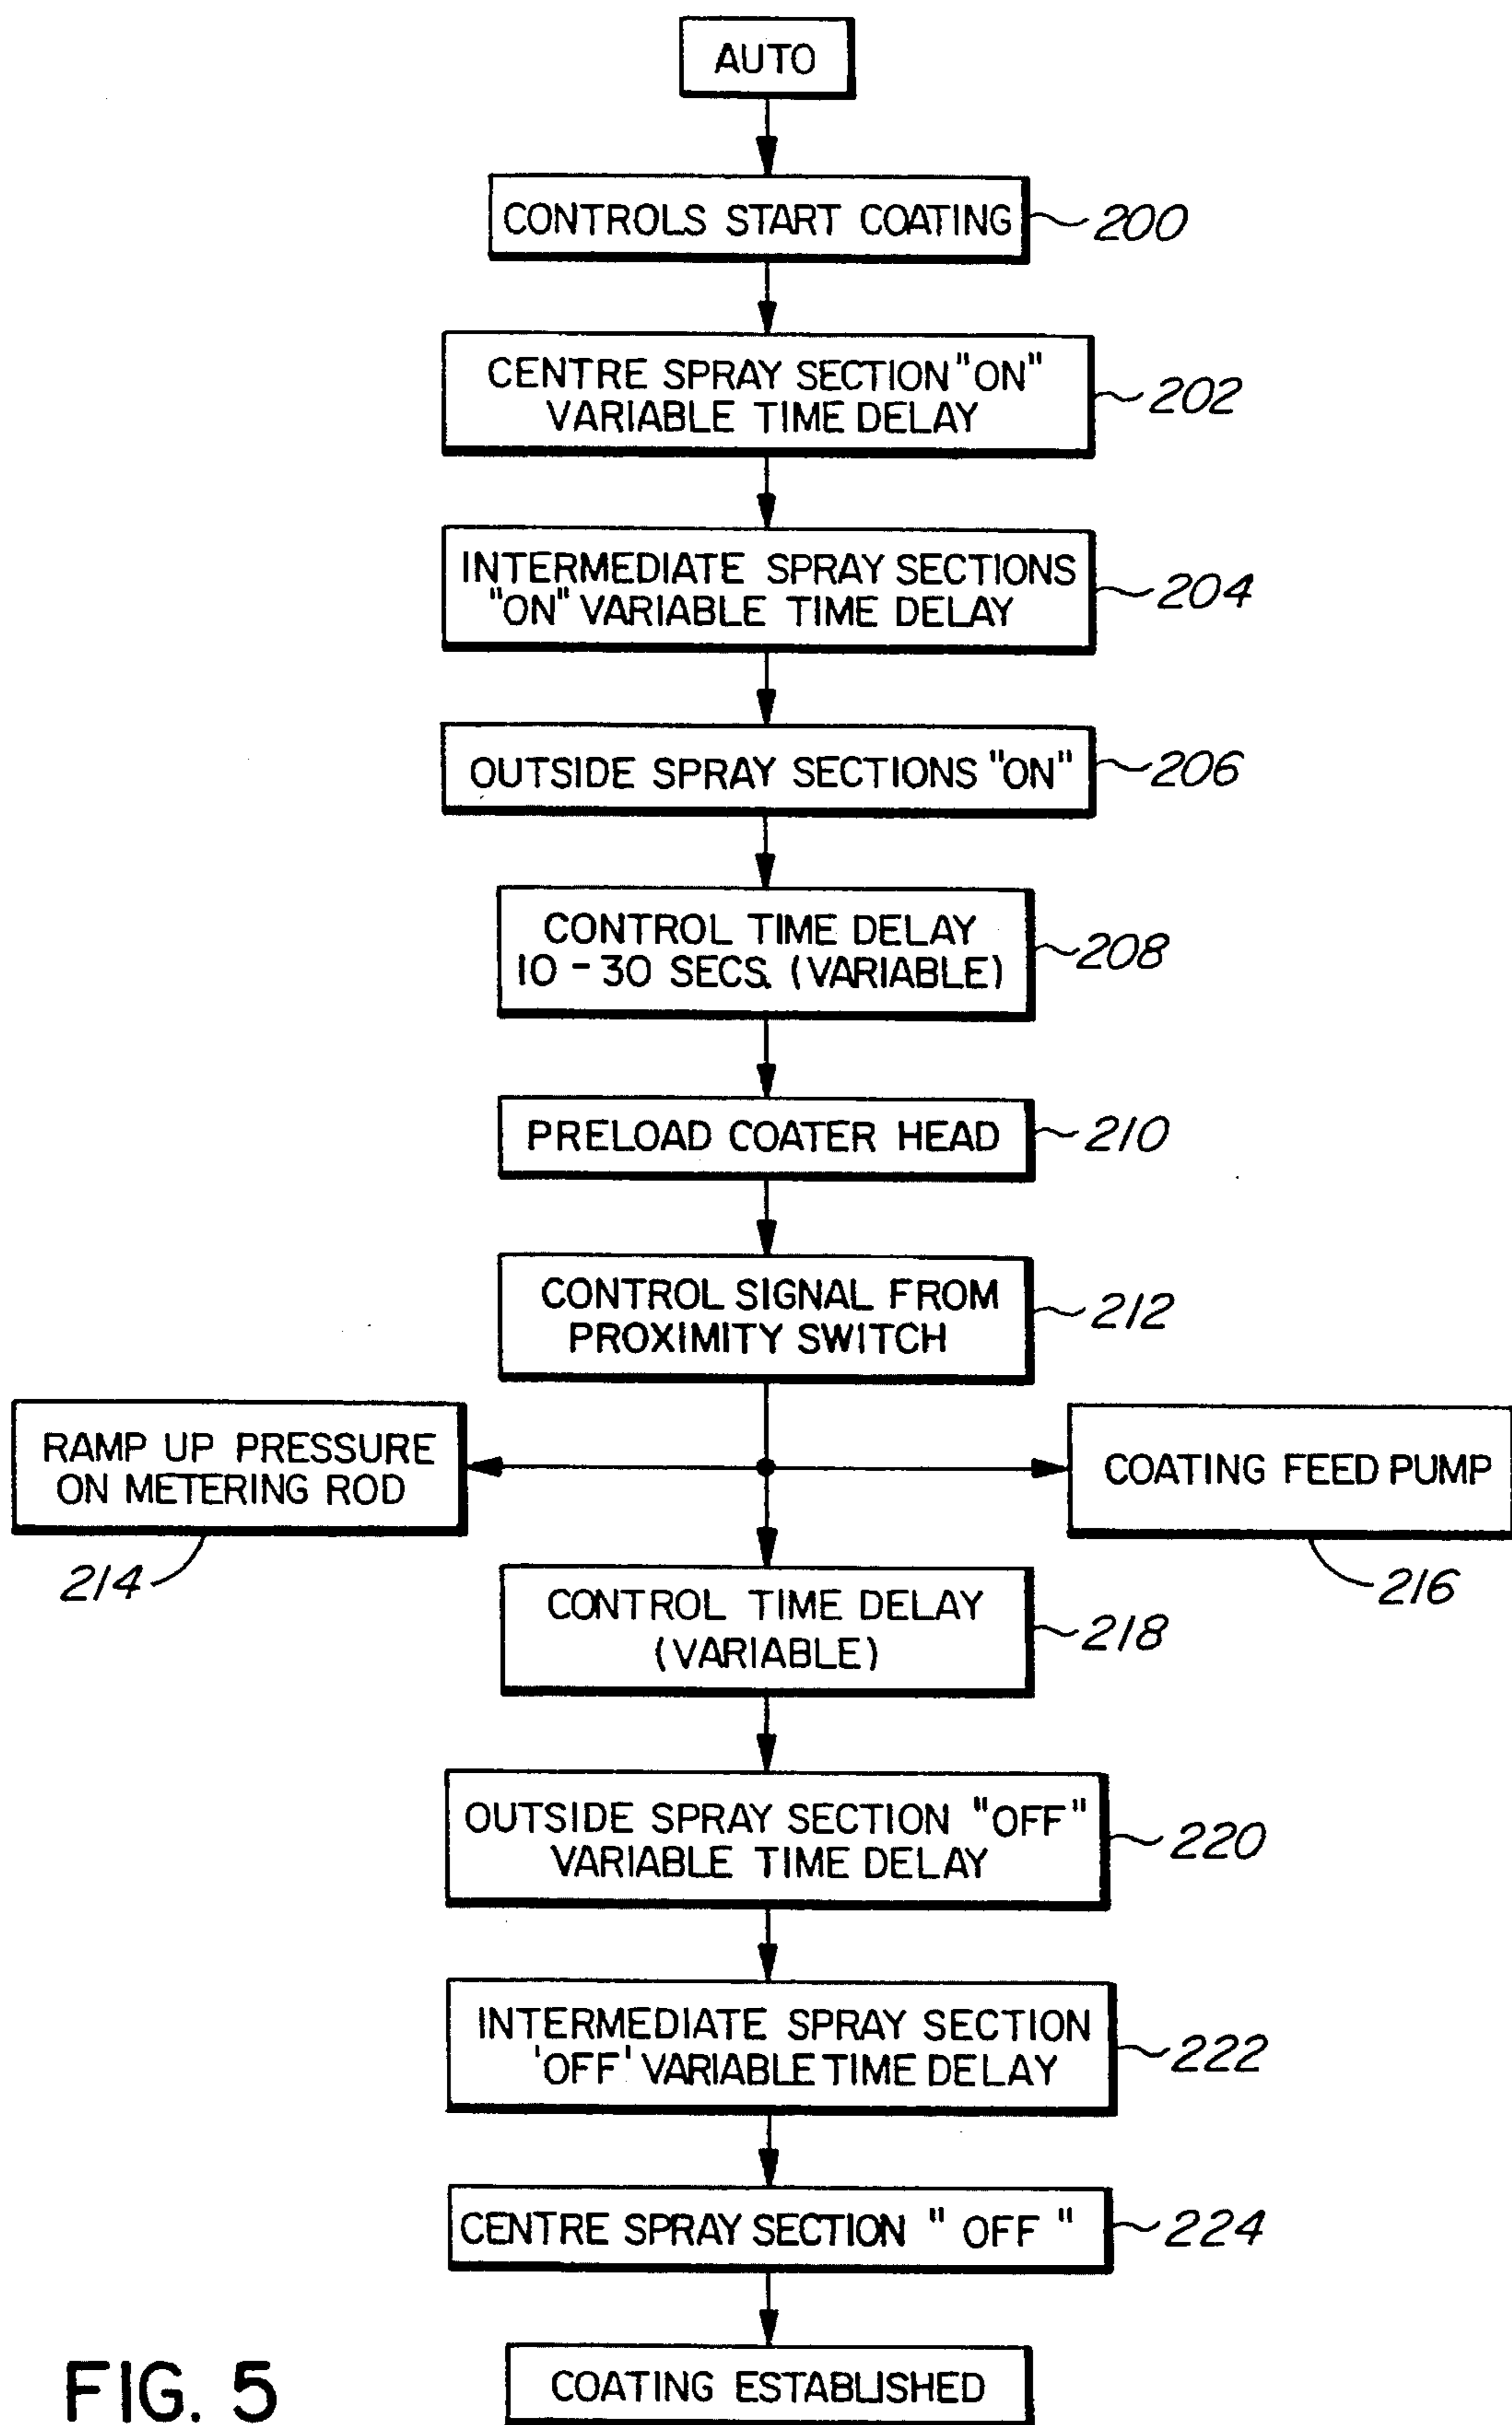 AUTO
CONTROLS START COATING
200
CENTRE SPRAY SECTION "ON"
VARIABLE TIME DELAY
202
INTERMEDIATE SPRAY SECTIONS
"ON" VARIABLE TIME DELAY
204
OUTSIDE SPRAY SECTIONS "ON"
206
CONTROL TIME DELAY
10 - 30 SECS. (VARIABLE)
208
PRELOAD COATER HEAD
210
CONTROL SIGNAL FROM
PROXIMITY SWITCH
212
RAMP UP PRESSURE
ON METERING ROD
214
COATING FEED PUMP
216
CONTROL TIME DELAY
(VARIABLE)
218
OUTSIDE SPRAY SECTION "OFF"
VARIABLE TIME DELAY
220
INTERMEDIATE SPRAY SECTION
'OFF' VARIABLE TIME DELAY
222
CENTRE SPRAY SECTION " OFF "
224
COATING ESTABLISHED
FIG. 5